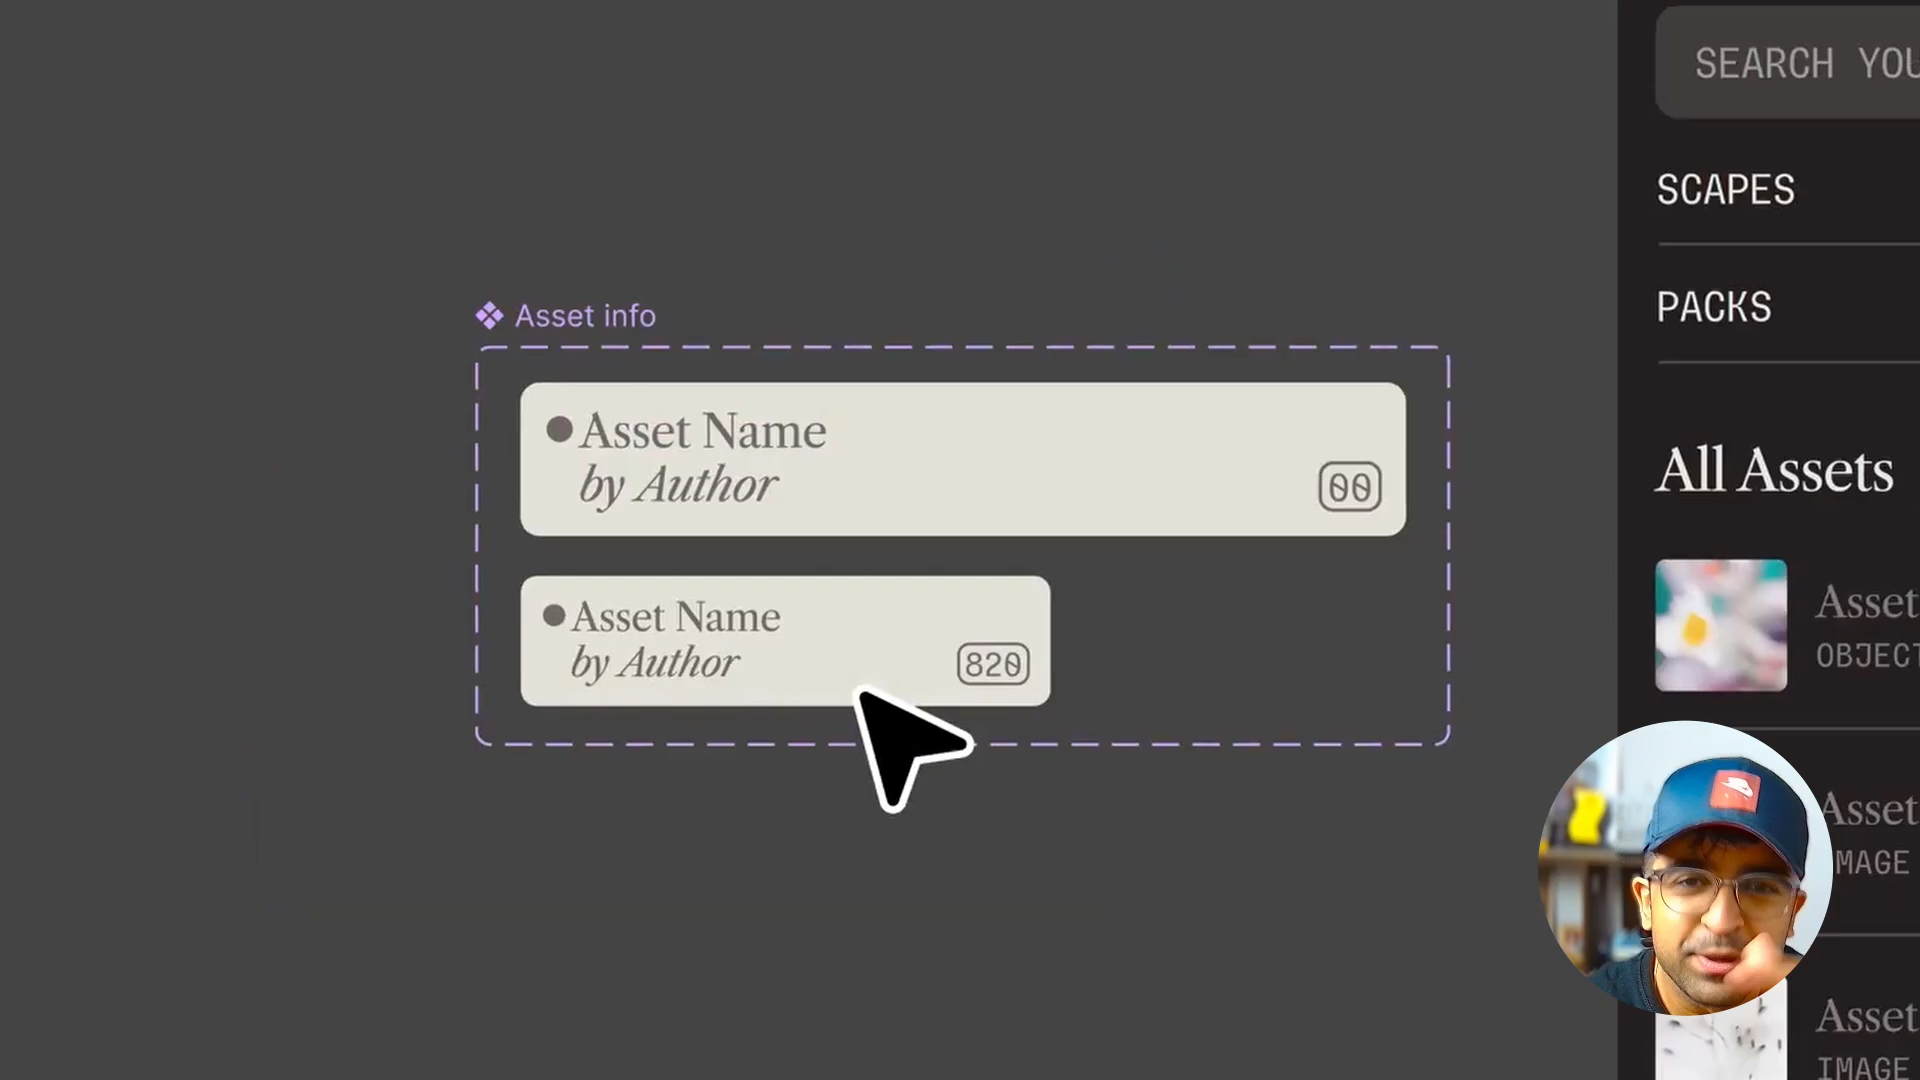 Asset info
Asset Name
by Author
00
Asset Name
by Author
820
SEARCH YOU
SCAPES
PACKS
All Assets
Asset
OBJECT
Asset
IMAGE
Asset
IMAGE